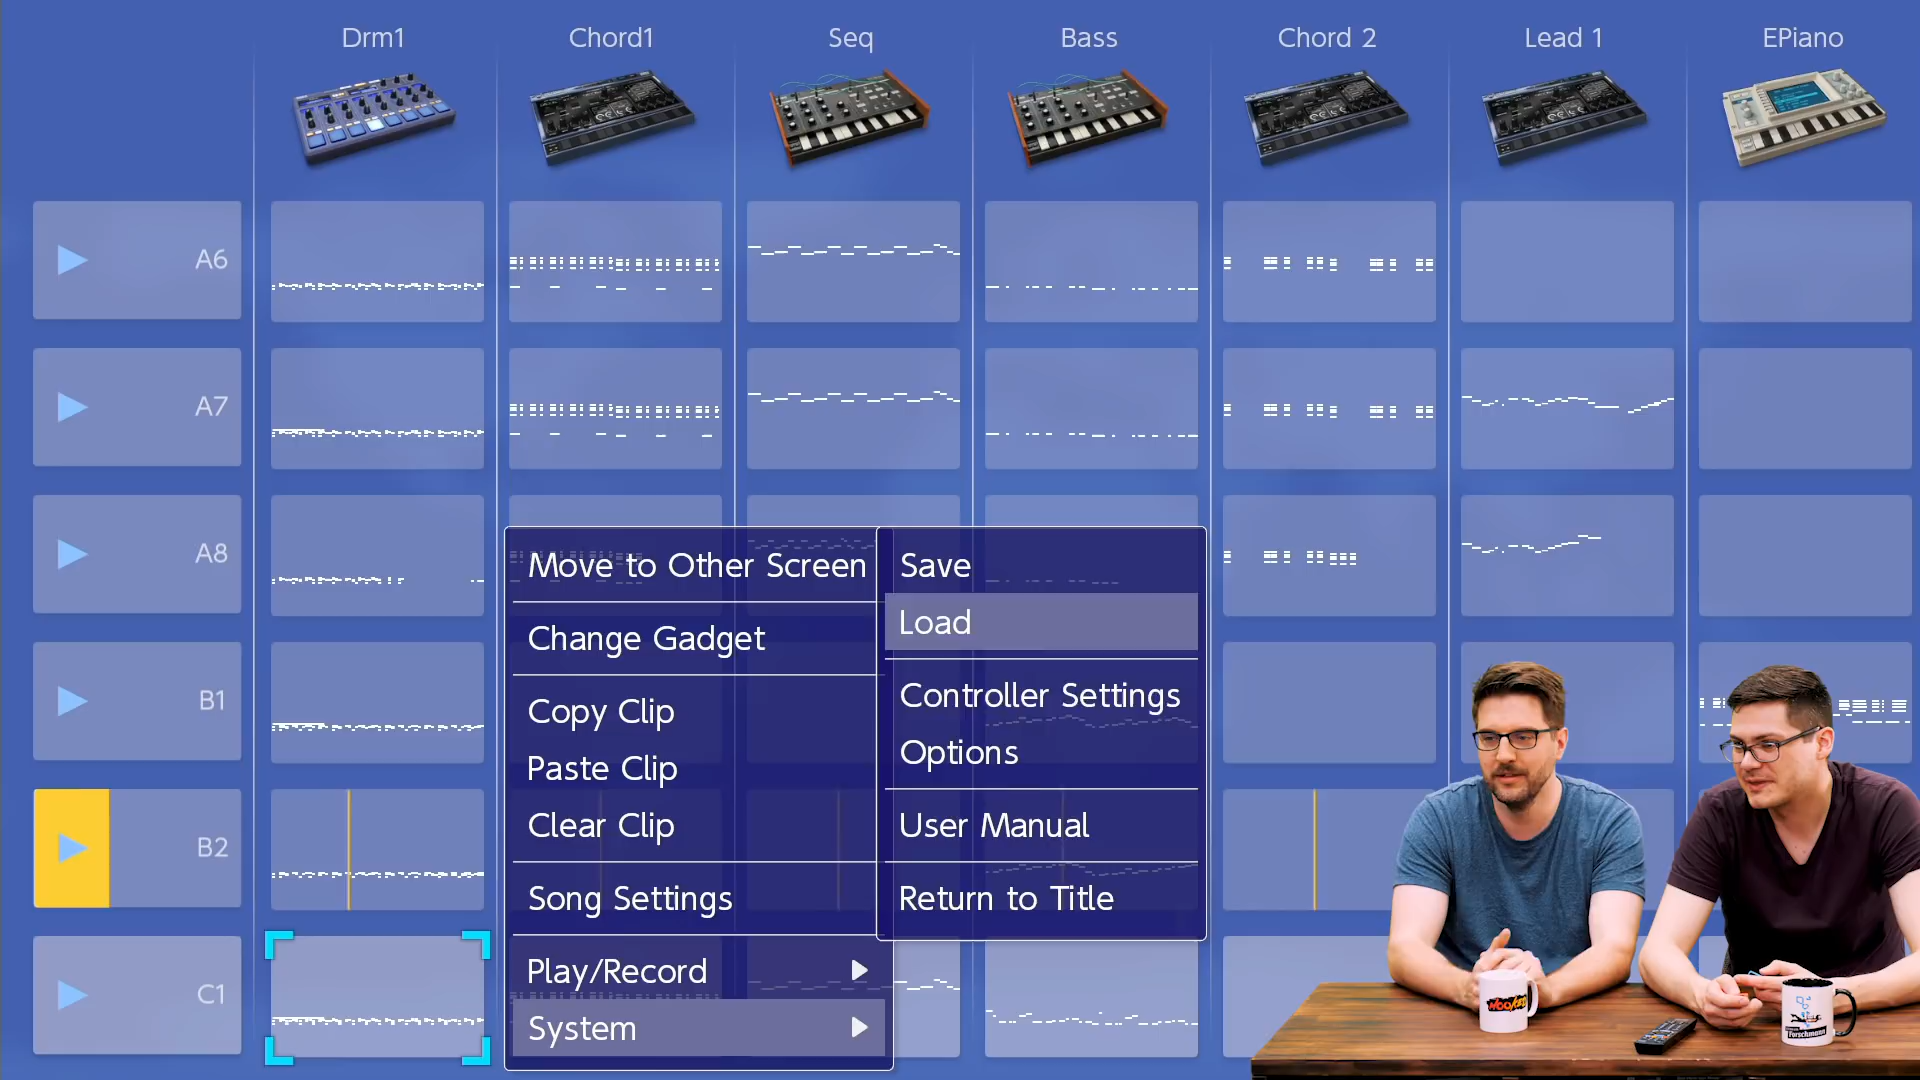 Drm1
Chord1
Seq
Bass
Chord 2
Lead 1
EPiano
A6
A7
A8
B1
B2
C1
Move to Other Screen
Change Gadget
Copy Clip
Paste Clip
Clear Clip
Song Settings
Play/Record
System
Save
Load
Controller Settings
Options
User Manual
Return to Title
Forschmann